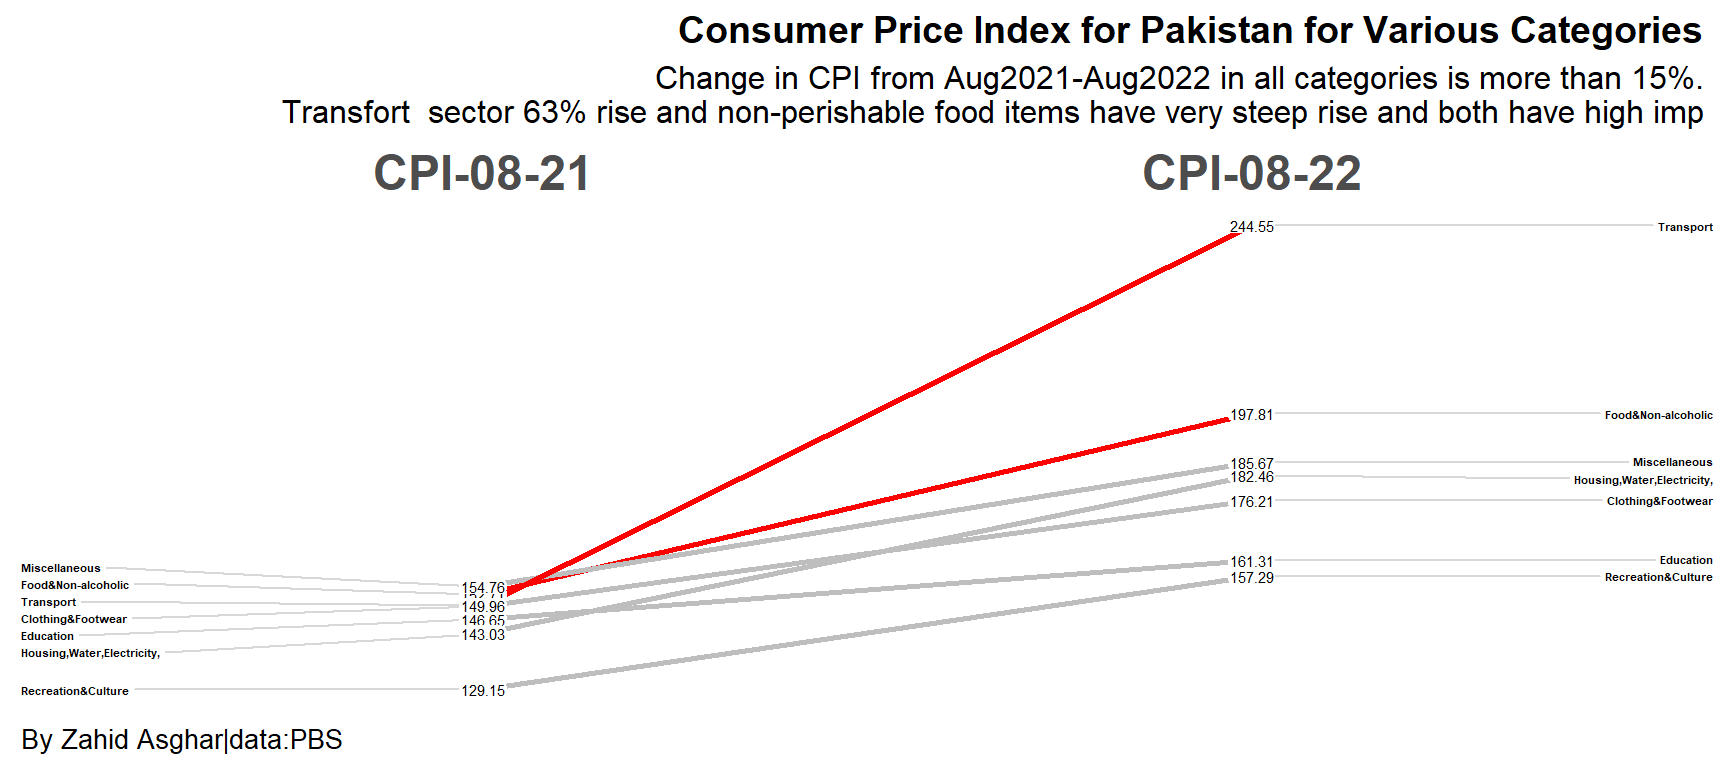 Consumer Price Index for Pakistan for Various Categories
Change in CPI from Aug2021-Aug2022 in all categories is more than 15%.
Transfort  sector 63% rise and non-perishable food items have very steep rise and both have high imp
CPI-08-21
CPI-08-22
244.55
Transport
197.81
Food&Non-alcoholic
185.67
Miscellaneous
182.46
Housing,Water,Electricity,
176.21
Clothing&Footwear
161.31
Education
157.29
Recreation&Culture
Miscellaneous
154.76
Food&Non-alcoholic
Transport
149.96
Clothing&Footwear
146.65
Education
143.03
Housing,Water,Electricity,
Recreation&Culture
129.15
By Zahid Asghar|data:PBS